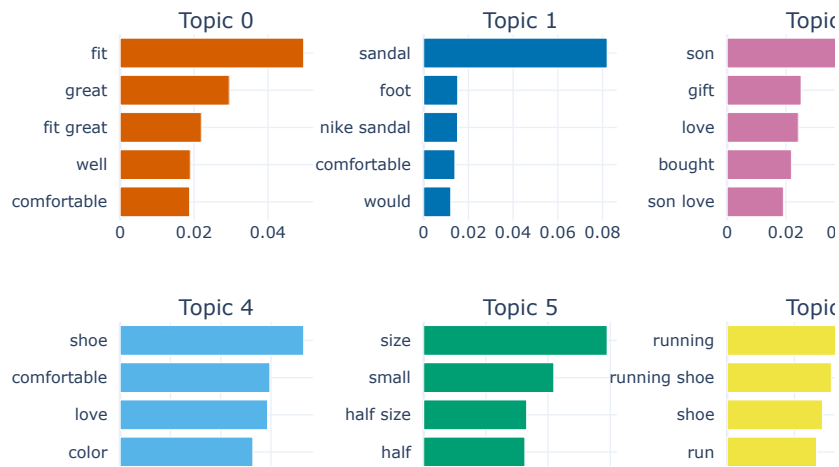 Topic 0
fit
great
fit great
well
comfortable
0 0.02 0.04
Topic 1
sandal
foot
nike sandal
comfortable
would
0 0.02 0.04 0.06 0.08
Topic
son
gift
love
bought
son love
0 0.02 0
Topic 4
shoe
comfortable
love
color
Topic 5
size
small
half size
half
Topic
running
running shoe
shoe
run